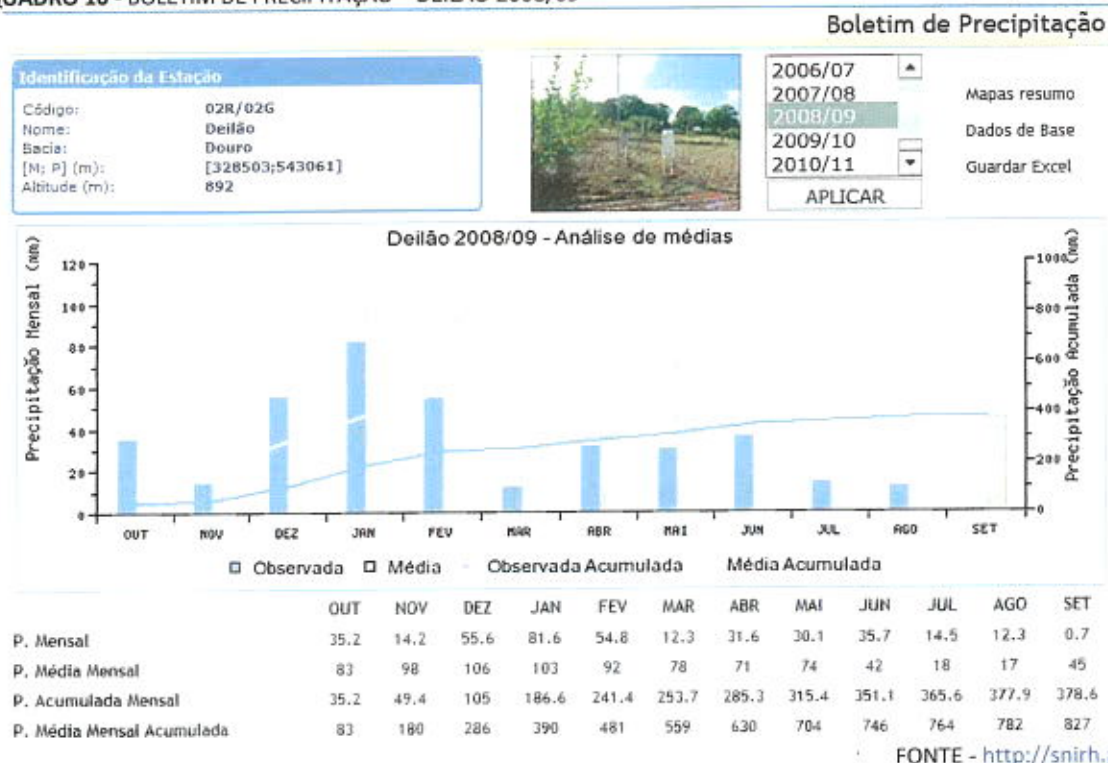 Boletim de Precipitação
Identificação da Estação
Código: 02R/02G
Nome: Deilão
Bacia: Douro
[M; P] (m): [328503;543061]
Altitude (m): 892
2006/07
2007/08
2008/09
2009/10
2010/11
APLICAR
Mapas resumo
Dados de Base
Guardar Excel
Deilão 2008/09 - Análise de médias
Precipitação Mensal (mm)
120
100
80
60
40
20
0
Precipitação Acumulada (mm)
1000
800
600
400
200
0
OUT NOV DEZ JAN FEV MAR ABR MAI JUN JUL AGO SET
Observada Média Observada Acumulada Média Acumulada
OUT NOV DEZ JAN FEV MAR ABR MAI JUN JUL AGO SET
P. Mensal 35.2 14.2 55.6 81.6 54.8 12.3 31.6 30.1 35.7 14.5 12.3 0.7
P. Média Mensal 83 98 106 103 92 78 71 74 42 18 17 45
P. Acumulada Mensal 35.2 49.4 105 186.6 241.4 253.7 285.3 315.4 351.1 365.6 377.9 378.6
P. Média Mensal Acumulada 83 180 286 390 481 559 630 704 746 764 782 827
FONTE - http://snirh.